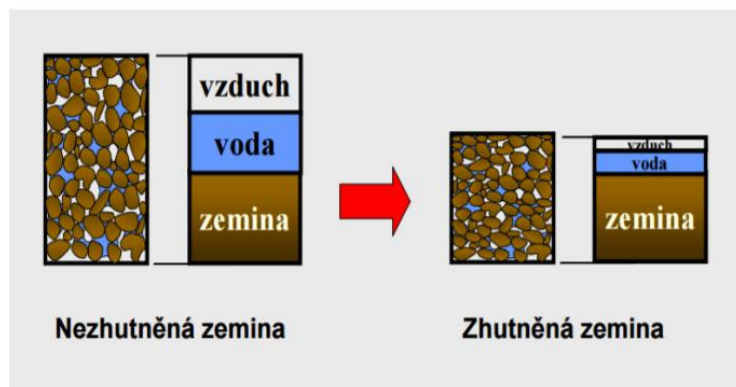 vzduch
voda
zemina
vzduch
voda
zemina
Nezhutněná zemina
Zhutněná zemina